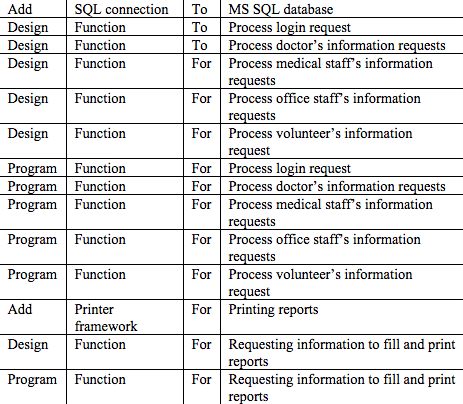 Add SQL connection To MS SQL database
Design Function To Process login request
Design Function To Process doctor's information requests
Design Function For Process medical staff's information
requests
Design Function For Process office staff's information
requests
Design Function For Process volunteer's information
request
Program Function For Process login request
Program Function For Process doctor's information requests
Program Function For Process medical staff's information
requests
Program Function For Process office staff's information
requests
Program Function For Process volunteer's information
request
Add Printer For Printing reports
framework
Design Function For Requesting information to fill and print
reports
Program Function For Requesting information to fill and print
reports